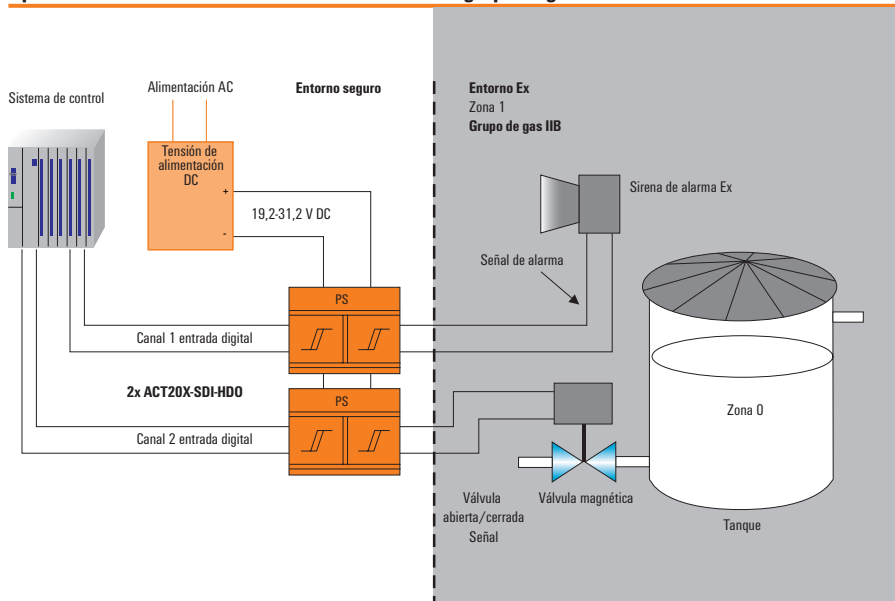 Alimentación AC
Entorno seguro
Entorno Ex
Zona 1
Grupo de gas IIB
Sistema de control
Tensión de
alimentación
DC
+
19,2-31,2 V DC
-
Sirena de alarma Ex
Señal de alarma
PS
Canal 1 entrada digital
2x ACT20X-SDI-HDO
PS
Canal 2 entrada digital
Zona 0
Válvula
abierta/cerrada
Señal
Válvula magnética
Tanque